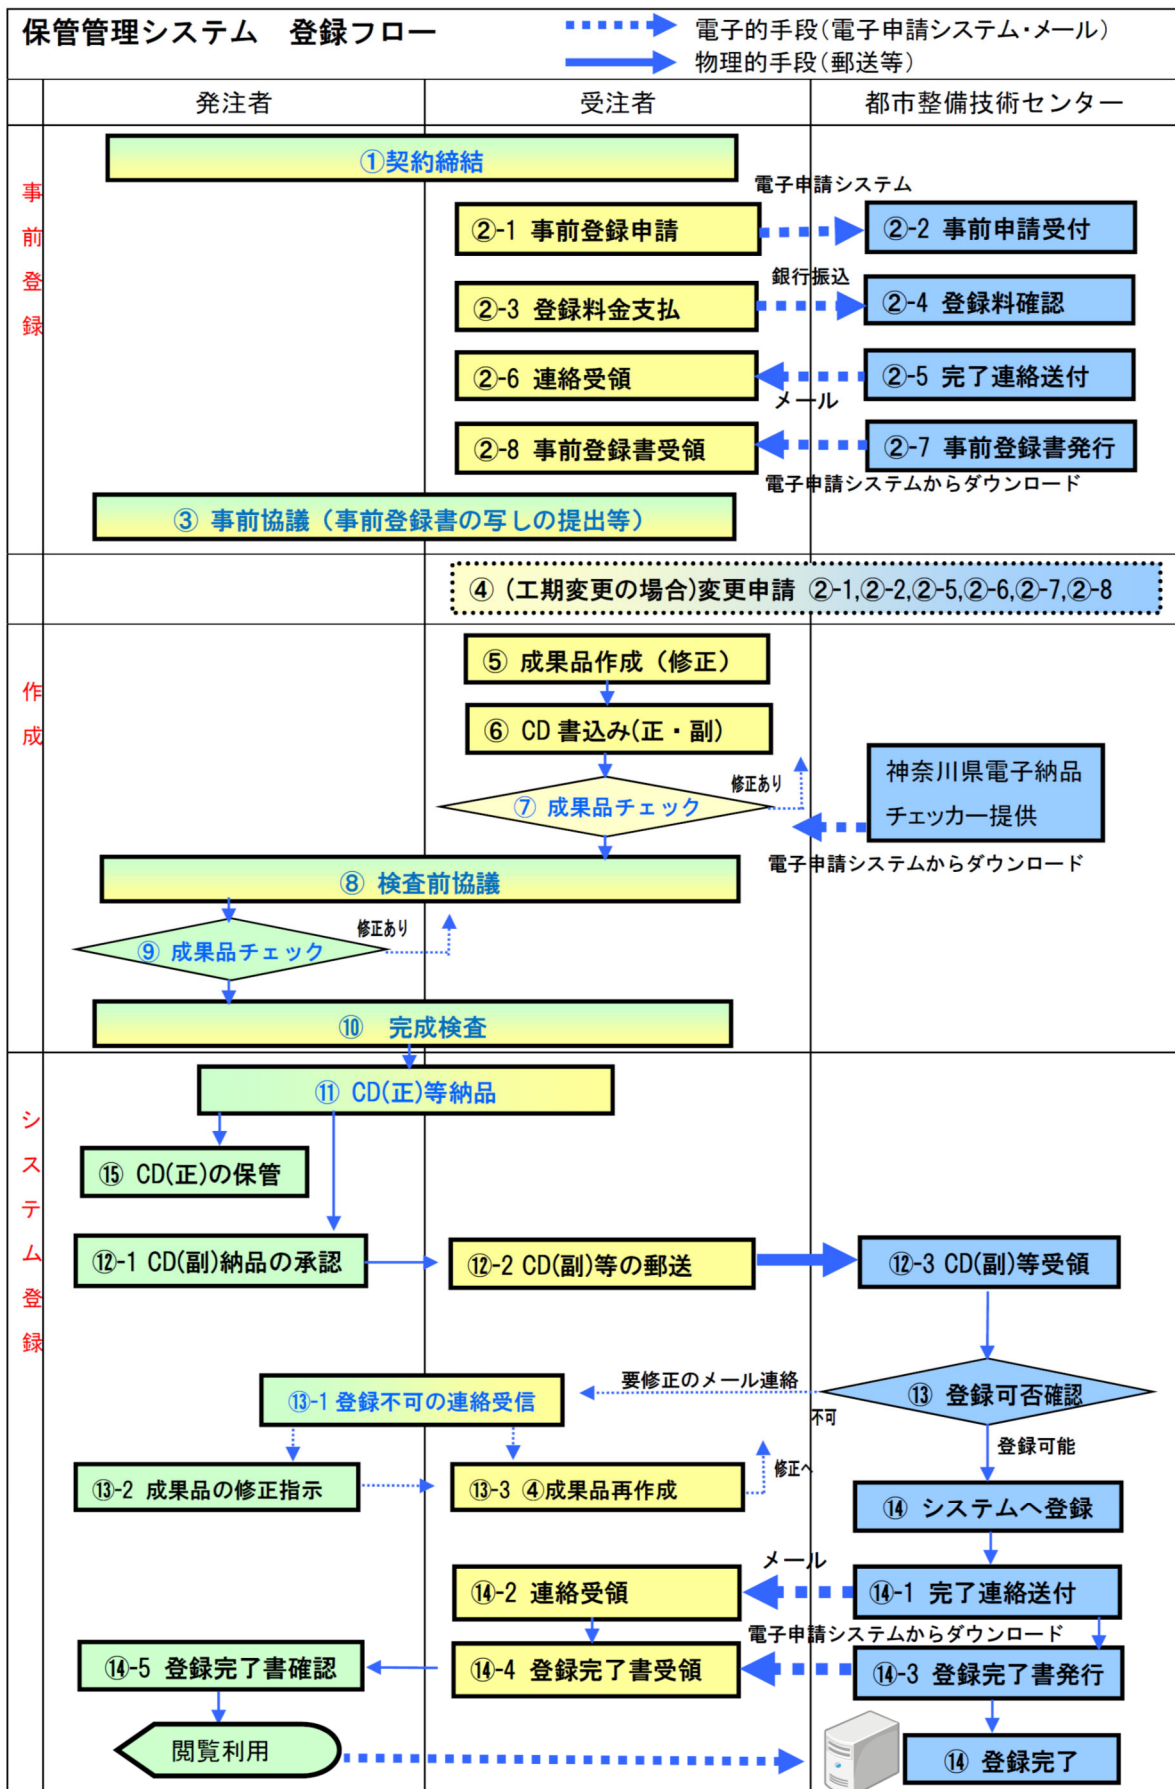 保管管理システム　登録フロー
電子的手段(電子申請システム・メール)
物理的手段(郵送等)
発注者
受注者
都市整備技術センター
事前登録
①契約締結
電子申請システム
②-1 事前登録申請
②-2 事前申請受付
銀行振込
②-3 登録料金支払
②-4 登録料確認
②-6 連絡受領
②-5 完了連絡送付
メール
②-8 事前登録書受領
②-7 事前登録書発行
電子申請システムからダウンロード
③ 事前協議（事前登録書の写しの提出等）
④ (工期変更の場合)変更申請 ②-1,②-2,②-5,②-6,②-7,②-8
作成
⑤ 成果品作成（修正）
⑥ CD 書込み(正・副)
修正あり
⑦ 成果品チェック
神奈川県電子納品
チェッカー提供
電子申請システムからダウンロード
⑧ 検査前協議
修正あり
⑨ 成果品チェック
⑩ 完成検査
システム登録
⑪ CD(正)等納品
⑮ CD(正)の保管
⑫-1 CD(副)納品の承認
⑫-2 CD(副)等の郵送
⑫-3 CD(副)等受領
要修正のメール連絡
⑬ 登録可否確認
⑬-1 登録不可の連絡受信
不可
登録可能
⑬-2 成果品の修正指示
⑬-3 ④成果品再作成
修正へ
⑭ システムへ登録
メール
⑭-2 連絡受領
⑭-1 完了連絡送付
電子申請システムからダウンロード
⑭-5 登録完了書確認
⑭-4 登録完了書受領
⑭-3 登録完了書発行
閲覧利用
⑭ 登録完了